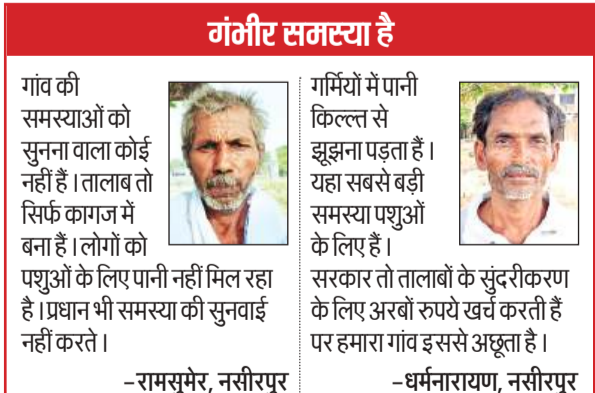 गंभीर समस्या है
गांव की
समस्याओं को
सुनना वाला कोई
नहीं हैं । तालाब तो
सिर्फ कागज में
बना हैं । लोगों को
पशुओं के लिए पानी नहीं मिल रहा
है । प्रधान भी समस्या की सुनवाई
नहीं करते ।
–रामसुमेर, नसीरपुर
गर्मियों में पानी
किल्ल्त से
झूझना पड़ता हैं ।
यहा सबसे बड़ी
समस्या पशुओं
के लिए हैं ।
सरकार तो तालाबों के सुंदरीकरण
के लिए अरबों रुपये खर्च करती हैं
पर हमारा गांव इससे अछूता है ।
–धर्मनारायण, नसीरपुर